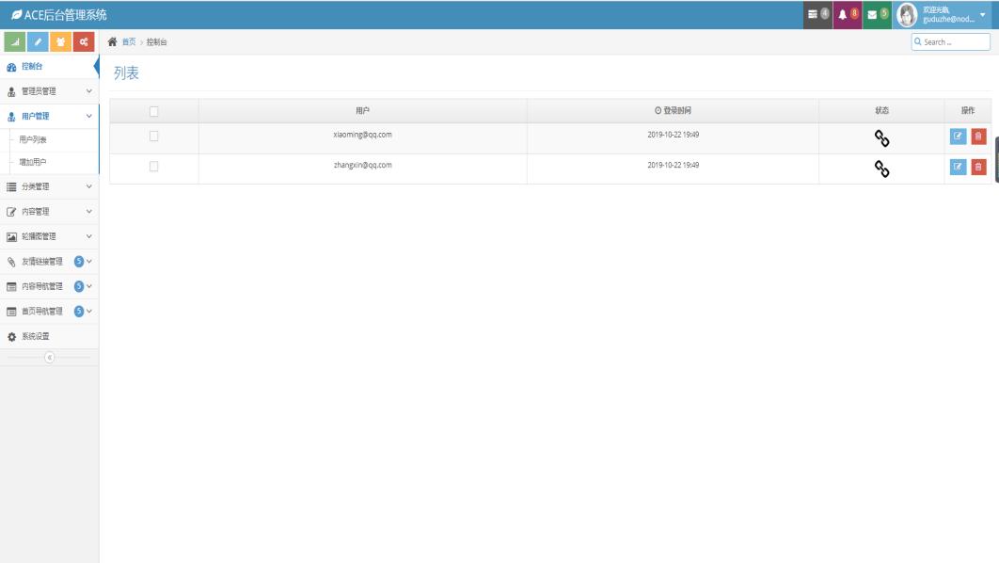 ACE后台管理系统
4
8
5
欢迎光临,
guduzhe@nod...
首页
控制台
Search ...
控制台
管理员管理
用户管理
用户列表
增加用户
分类管理
内容管理
轮播图管理
友情链接管理 5
内容导航管理 5
首页导航管理 5
系统设置
列表
用户 登录时间 状态 操作
xiaoming@qq.com 2019-10-22 19:49
zhangxin@qq.com 2019-10-22 19:49